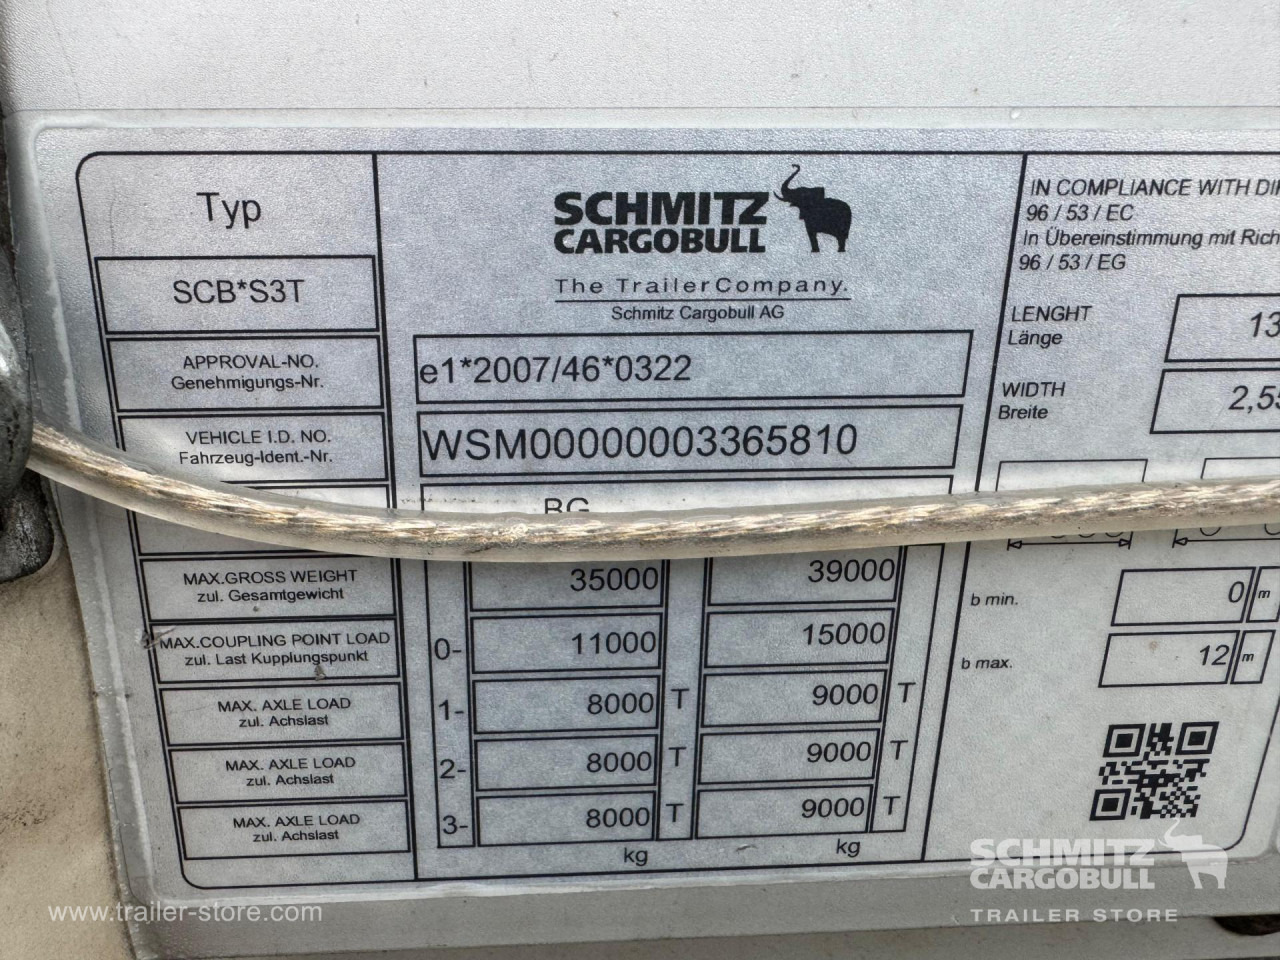 Typ
SCB*S3T
SCHMITZ
CARGOBULL
The TrailerCompany.
Schmitz Cargobull AG
IN COMPLIANCE WITH
96 / 53 / EC
In Übereinstimmung mit
96 / 53 / EG
LENGHT
Länge
13
WIDTH
Breite
2,55
APPROVAL-NO.
Genehmigungs-Nr.
e1*2007/46*0322
VEHICLE I.D. NO.
Fahrzeug-Ident.-Nr.
WSM00000003365810
BG
MAX.GROSS WEIGHT
zul. Gesamtgewicht
35000 39000
MAX.COUPLING POINT LOAD
zul. Last Kupplungspunkt
0- 11000 15000
MAX. AXLE LOAD
zul. Achslast
1- 8000 T 9000 T
MAX. AXLE LOAD
zul. Achslast
2- 8000 T 9000 T
MAX. AXLE LOAD
zul. Achslast
3- 8000 T 9000 T
kg kg
b min. 0 m
b max. 12 m
SCHMITZ
CARGOBULL
TRAILER STORE
www.trailer-store.com